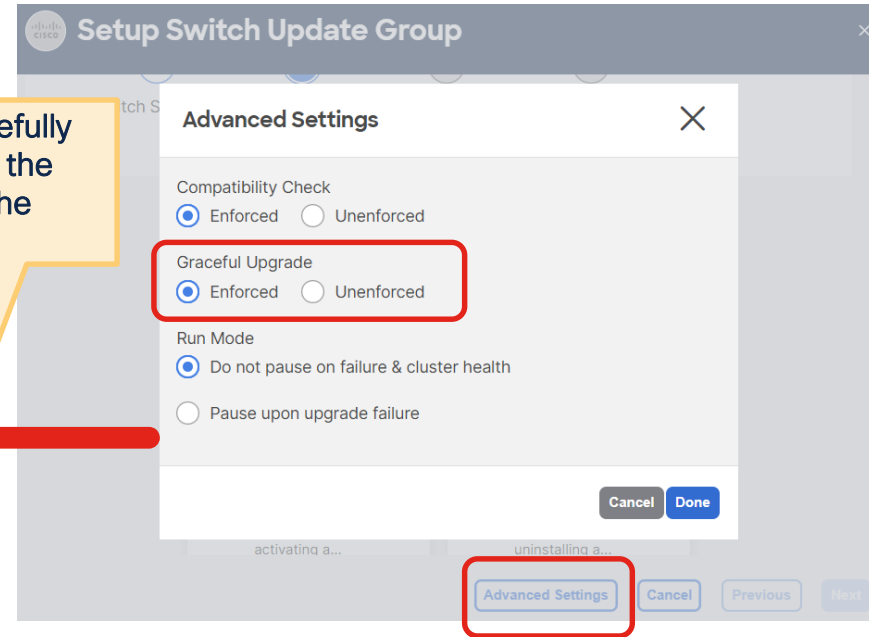 cisco
Setup Switch Update Group
tch S
efully
the
he
Advanced Settings
Compatibility Check
Enforced Unenforced
Graceful Upgrade
Enforced Unenforced
Run Mode
Do not pause on failure & cluster health
Pause upon upgrade failure
Cancel Done
activating a... uninstalling a...
Advanced Settings Cancel Previous Next